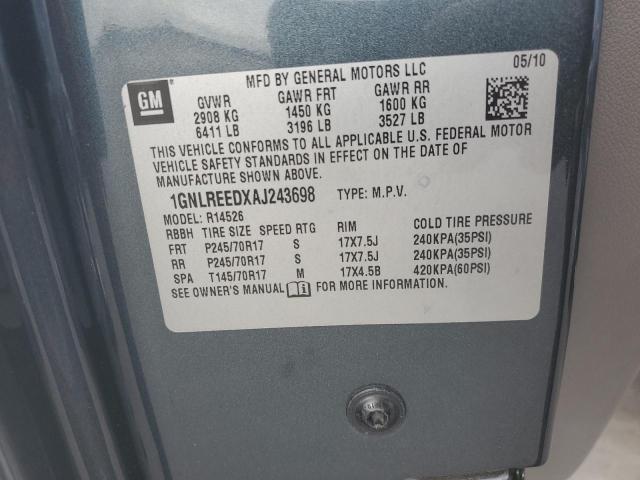 GM
MFD BY GENERAL MOTORS LLC 05/10
GVWR GAWR FRT GAWR RR
2908 KG 1450 KG 1600 KG
6411 LB 3196 LB 3527 LB
THIS VEHICLE CONFORMS TO ALL APPLICABLE U.S. FEDERAL MOTOR
VEHICLE SAFETY STANDARDS IN EFFECT ON THE DATE OF
MANUFACTURE SHOWN ABOVE.
1GNLREEDXAJ243698 TYPE: M.P.V.
MODEL: R14526
RBBH TIRE SIZE SPEED RTG RIM COLD TIRE PRESSURE
FRT P245/70R17 S 17X7.5J 240KPA(35PSI)
RR P245/70R17 S 17X7.5J 240KPA(35PSI)
SPA T145/70R17 M 17X4.5B 420KPA(60PSI)
SEE OWNER'S MANUAL FOR MORE INFORMATION.